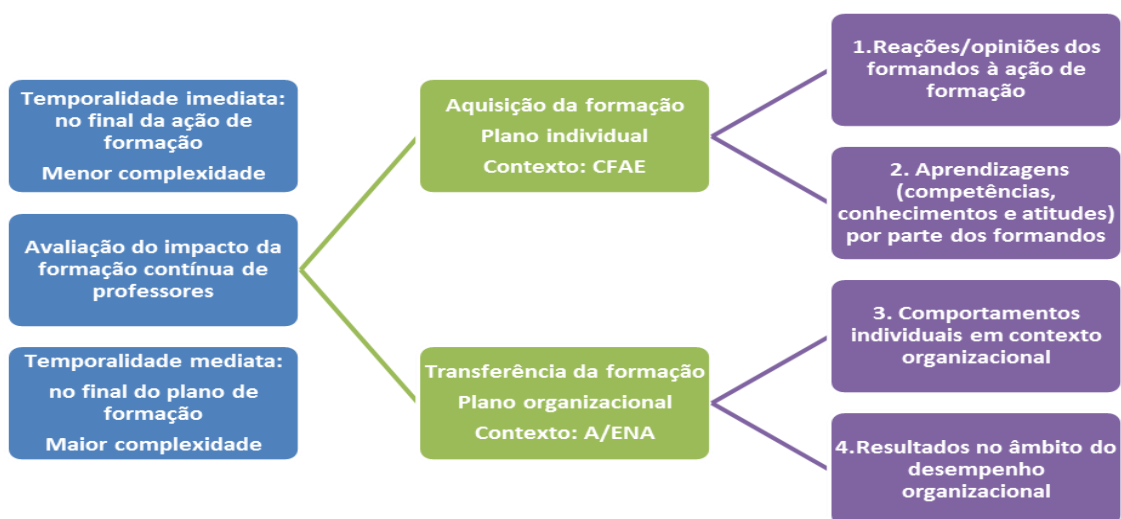 Temporalidade imediata:
no final da ação de
formação
Menor complexidade
Avaliação do impacto da
formação contínua de
professores
Temporalidade mediata:
no final do plano de
formação
Maior complexidade
Aquisição da formação
Plano individual
Contexto: CFAE
Transferência da formação
Plano organizacional
Contexto: A/ENA
1.Reações/opiniões dos
formandos à ação de
formação
2. Aprendizagens
(competências,
conhecimentos e atitudes)
por parte dos formandos
3. Comportamentos
individuais em contexto
organizacional
4.Resultados no âmbito do
desempenho
organizacional